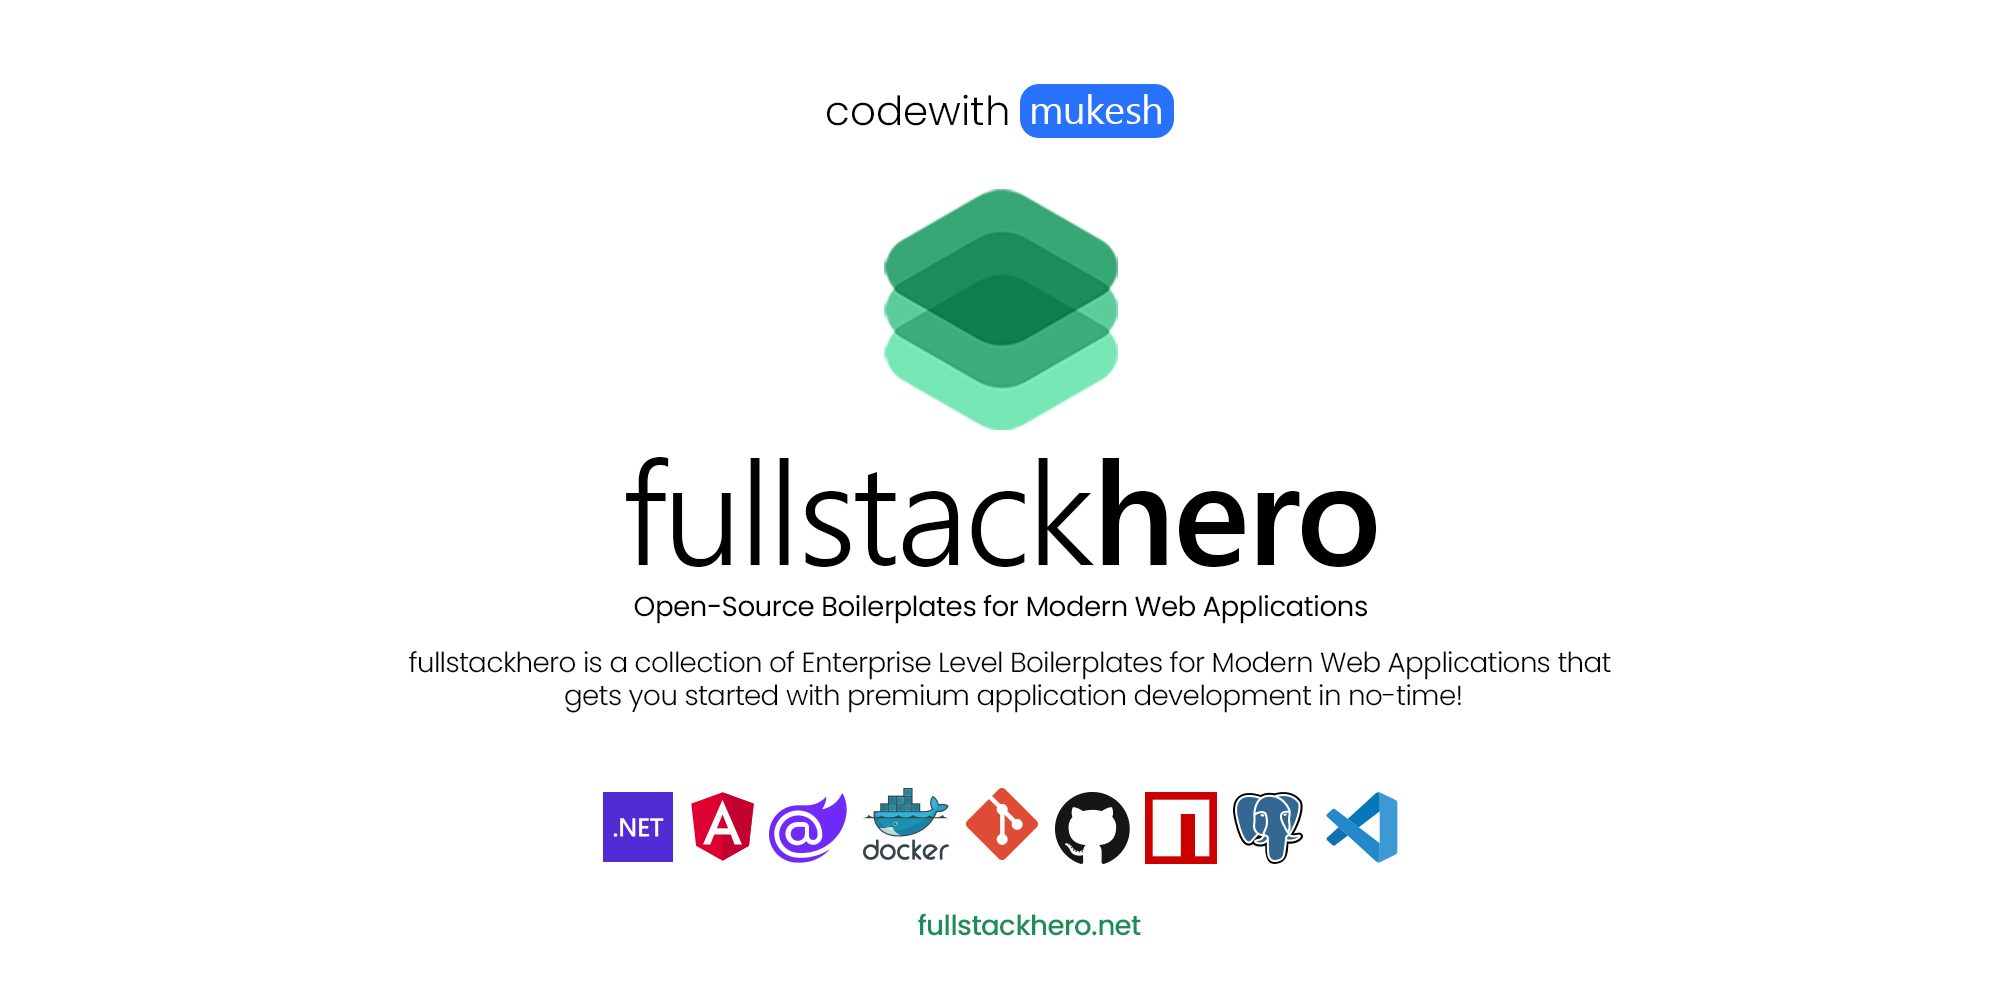 codewith mukesh
fullstackhero
Open-Source Boilerplates for Modern Web Applications
fullstackhero is a collection of Enterprise Level Boilerplates for Modern Web Applications that
gets you started with premium application development in no-time!
.NET A @ docker
fullstackhero.net